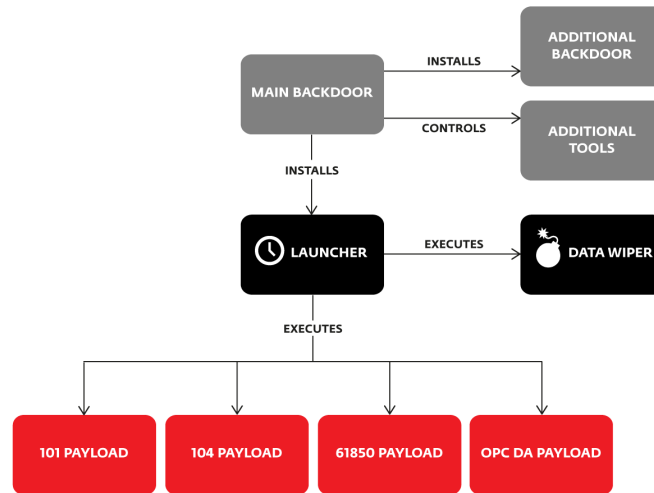 ADDITIONAL
BACKDOOR
INSTALLS
MAIN BACKDOOR
CONTROLS
ADDITIONAL
TOOLS
INSTALLS
LAUNCHER
EXECUTES
DATA WIPER
EXECUTES
101 PAYLOAD
104 PAYLOAD
61850 PAYLOAD
OPC DA PAYLOAD